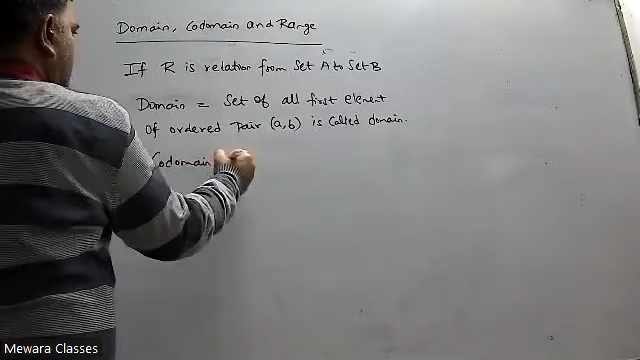 Domain, Codomain and Range
If R is relation from Set A to Set B
Domain = Set of all first element
of ordered pair (a,b) is called domain.
Codomain
Mewara Classes